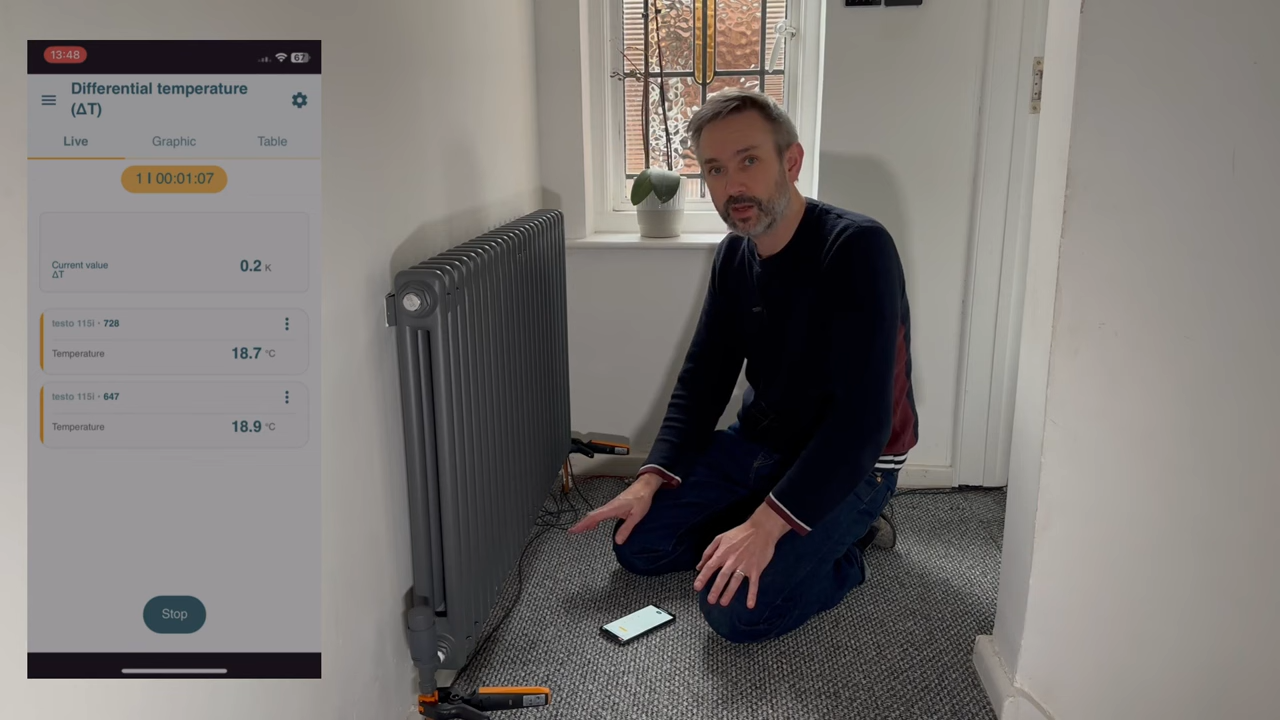 13:48
67
Differential temperature
(ΔT)
Live Graphic Table
1 I 00:01:07
Current value
ΔT
0.2 K
testo 115i • 728
Temperature 18.7 °C
testo 115i • 647
Temperature 18.9 °C
Stop